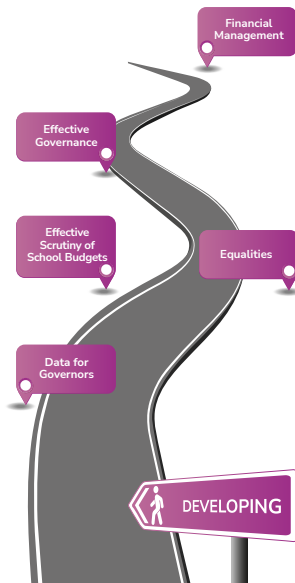 Financial
Management
Effective
Governance
Effective
Scrutiny of
School Budgets
Equalities
Data for
Governors
DEVELOPING